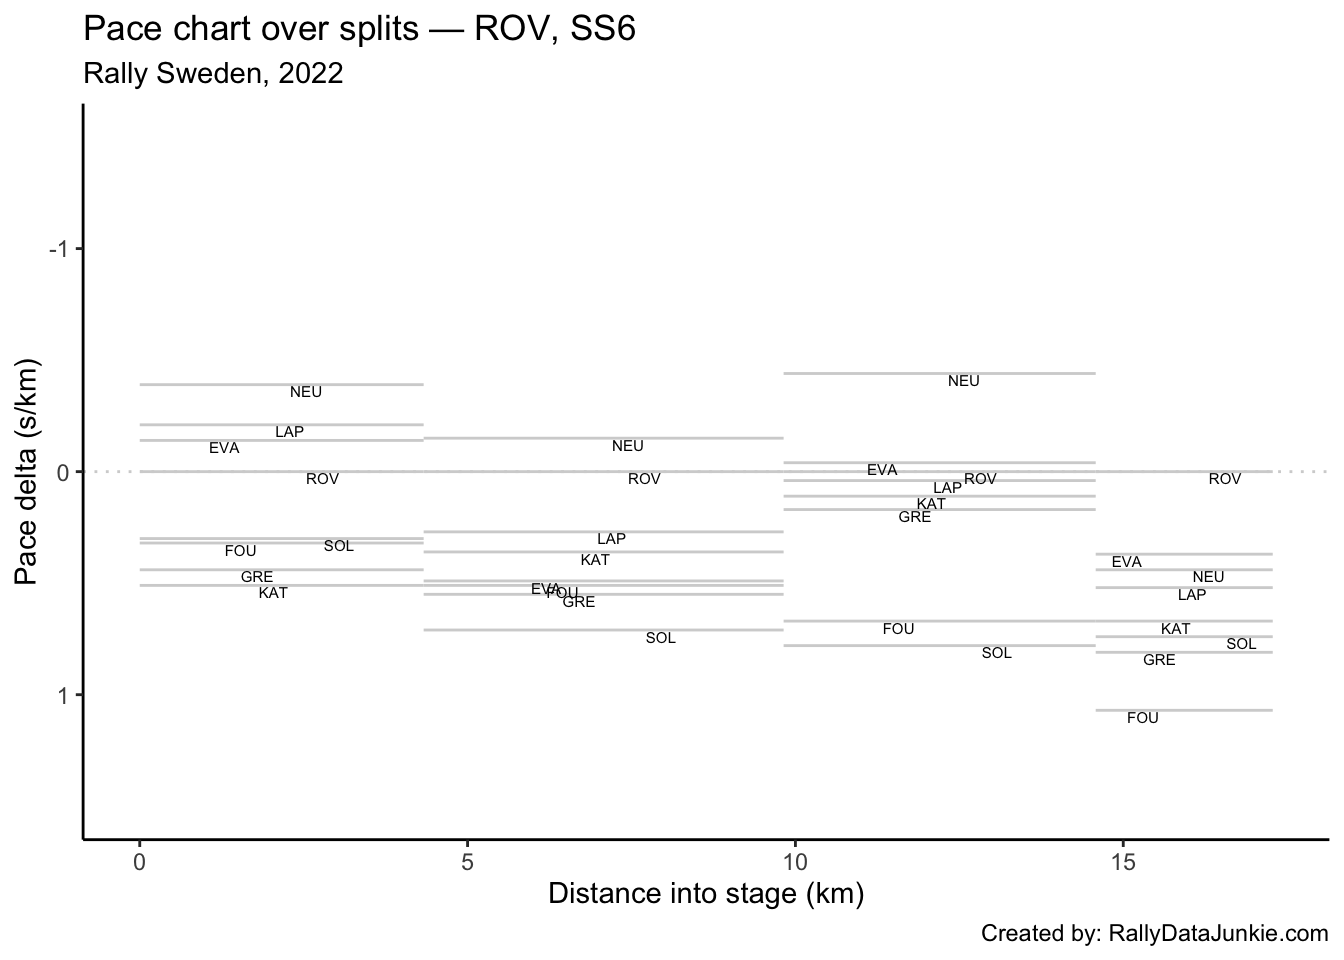 Pace chart over splits — ROV, SS6
Rally Sweden, 2022
Pace delta (s/km)
-1
0
1
NEU
LAP
EVA
ROV
SOL
FOU
GRE
KAT
NEU
ROV
LAP
KAT
EVA
FOU
GRE
SOL
NEU
EVA
ROV
LAP
KAT
GRE
FOU
SOL
ROV
EVA
NEU
LAP
KAT
SOL
GRE
FOU
0 5 10 15
Distance into stage (km)
Created by: RallyDataJunkie.com